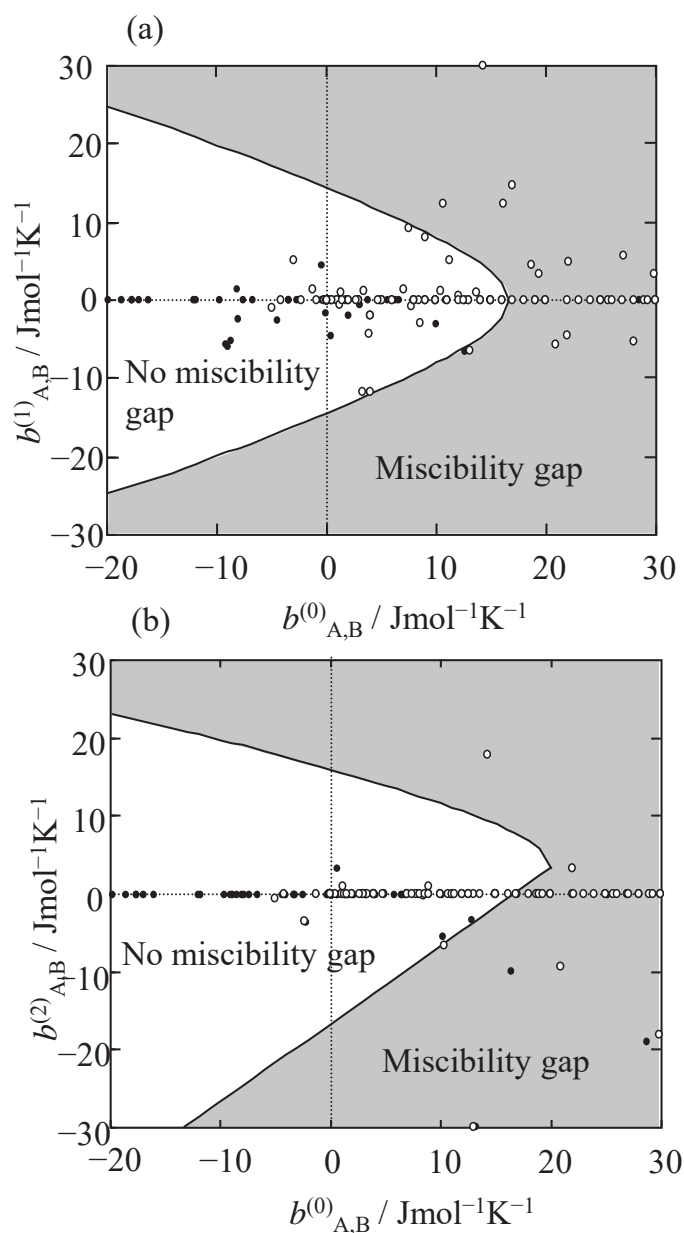 (a)
30
20
10
0
−10
−20
−30
b(1)A,B / Jmol−1K−1
No miscibility
gap
Miscibility gap
−20
−10
0
10
20
30
b(0)A,B / Jmol−1K−1
(b)
30
20
10
0
−10
−20
−30
b(2)A,B / Jmol−1K−1
No miscibility gap
Miscibility gap
−20
−10
0
10
20
30
b(0)A,B / Jmol−1K−1